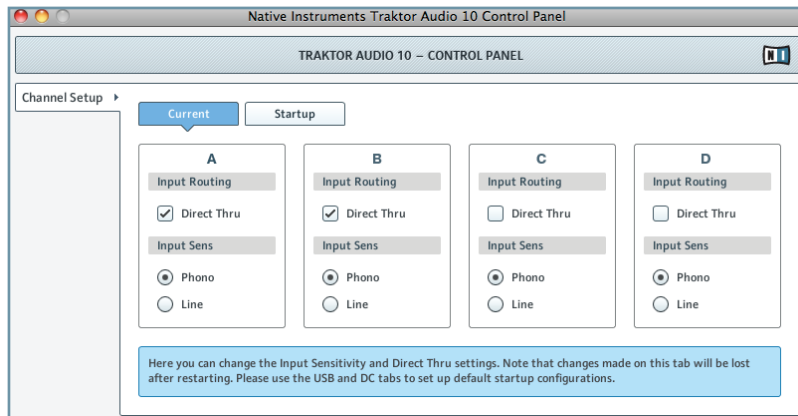 Native Instruments Traktor Audio 10 Control Panel
TRAKTOR AUDIO 10 – CONTROL PANEL
NI
Channel Setup
Current
Startup
A
Input Routing
Direct Thru
Input Sens
Phono
Line
B
Input Routing
Direct Thru
Input Sens
Phono
Line
C
Input Routing
Direct Thru
Input Sens
Phono
Line
D
Input Routing
Direct Thru
Input Sens
Phono
Line
Here you can change the Input Sensitivity and Direct Thru settings. Note that changes made on this tab will be lost
after restarting. Please use the USB and DC tabs to set up default startup configurations.